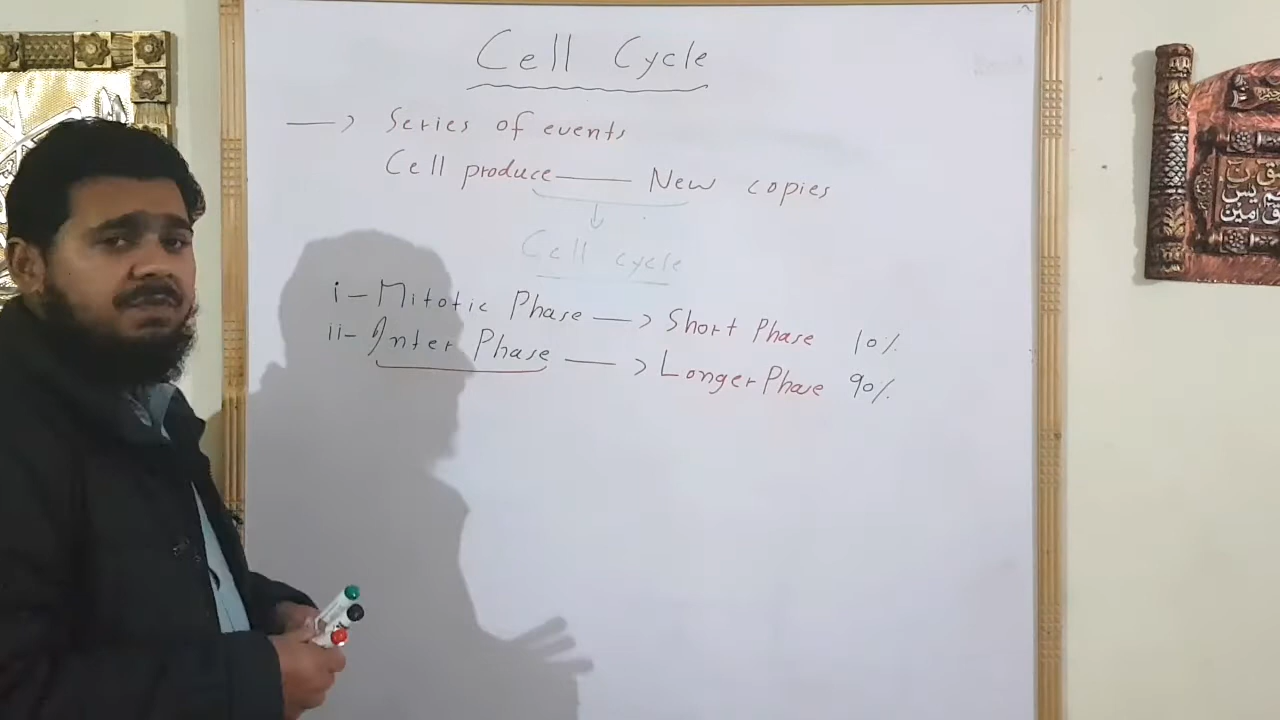 Cell Cycle
—> Series of events
Cell produce —— New copies
Cell cycle
i- Mitotic Phase —> Short Phase 10%
ii- Inter Phase —> Longer Phase 90%